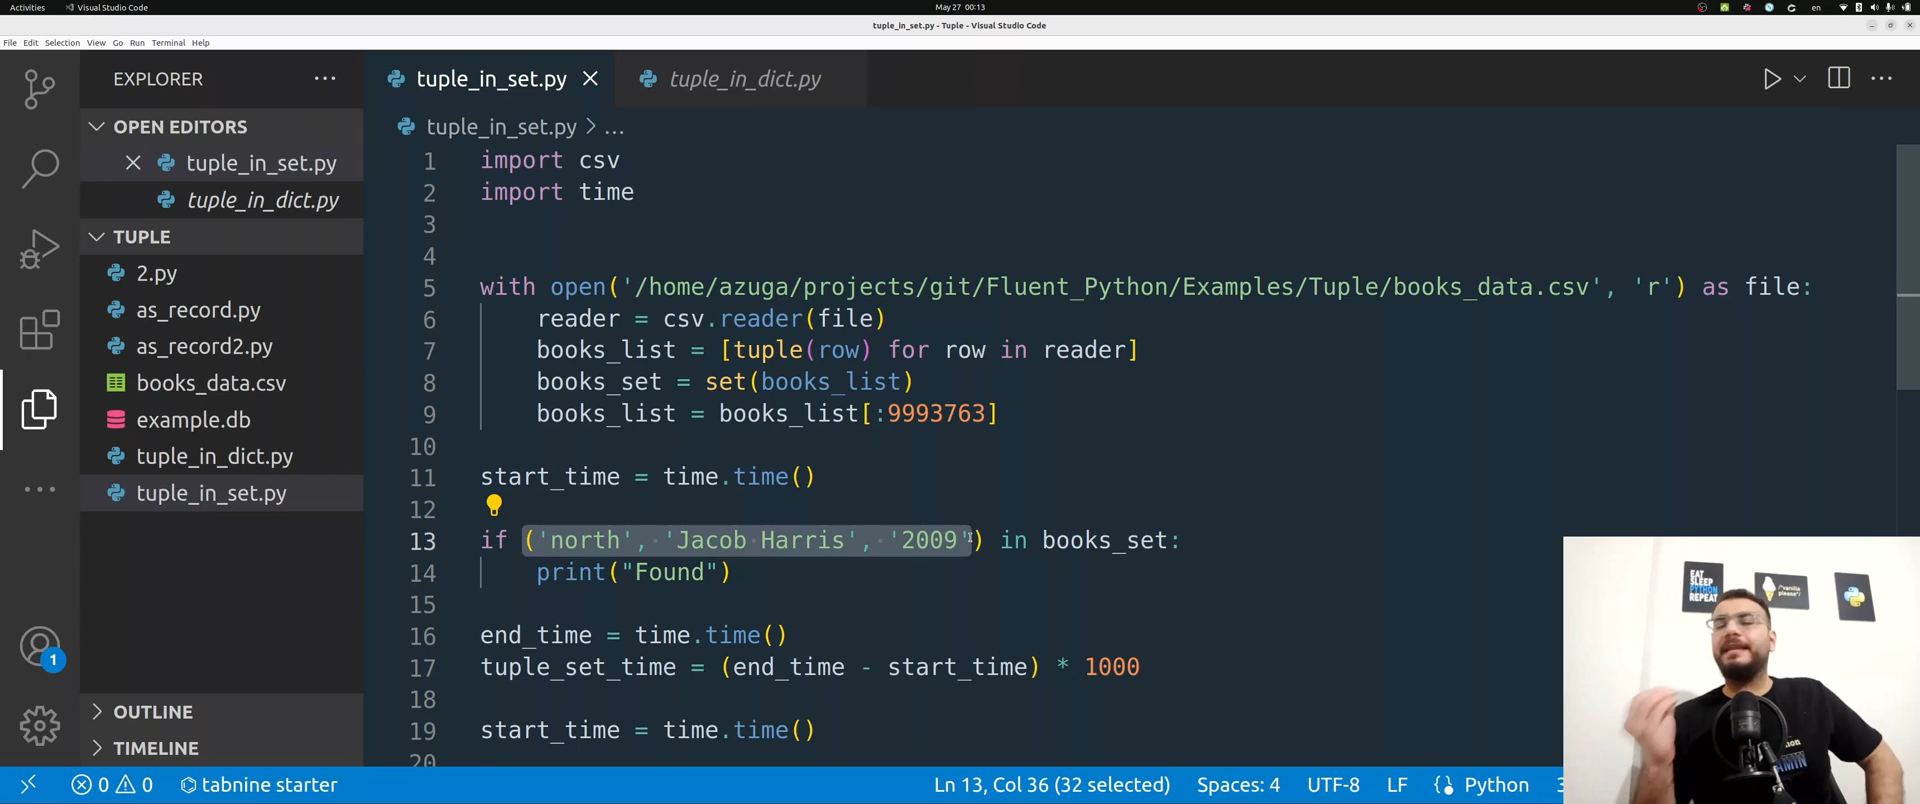 Activities
Visual Studio Code
May 27 00:13
en
tuple_in_set.py - Tuple - Visual Studio Code
File Edit Selection View Go Run Terminal Help
EXPLORER
OPEN EDITORS
tuple_in_set.py
tuple_in_dict.py
TUPLE
2.py
as_record.py
as_record2.py
books_data.csv
example.db
tuple_in_dict.py
tuple_in_set.py
OUTLINE
TIMELINE
1
tuple_in_set.py
tuple_in_dict.py
tuple_in_set.py > ...
1 import csv
2 import time
3
4
5 with open('/home/azuga/projects/git/Fluent_Python/Examples/Tuple/books_data.csv', 'r') as file:
6 reader = csv.reader(file)
7 books_list = [tuple(row) for row in reader]
8 books_set = set(books_list)
9 books_list = books_list[:9993763]
10
11 start_time = time.time()
12
13 if ('north', 'Jacob Harris', '2009') in books_set:
14 print("Found")
15
16 end_time = time.time()
17 tuple_set_time = (end_time - start_time) * 1000
18
19 start_time = time.time()
20
EAT
SLEEP
PYTHON
REPEAT
"vanilla
please"
0 0 tabnine starter
Ln 13, Col 36 (32 selected) Spaces: 4 UTF-8 LF Python